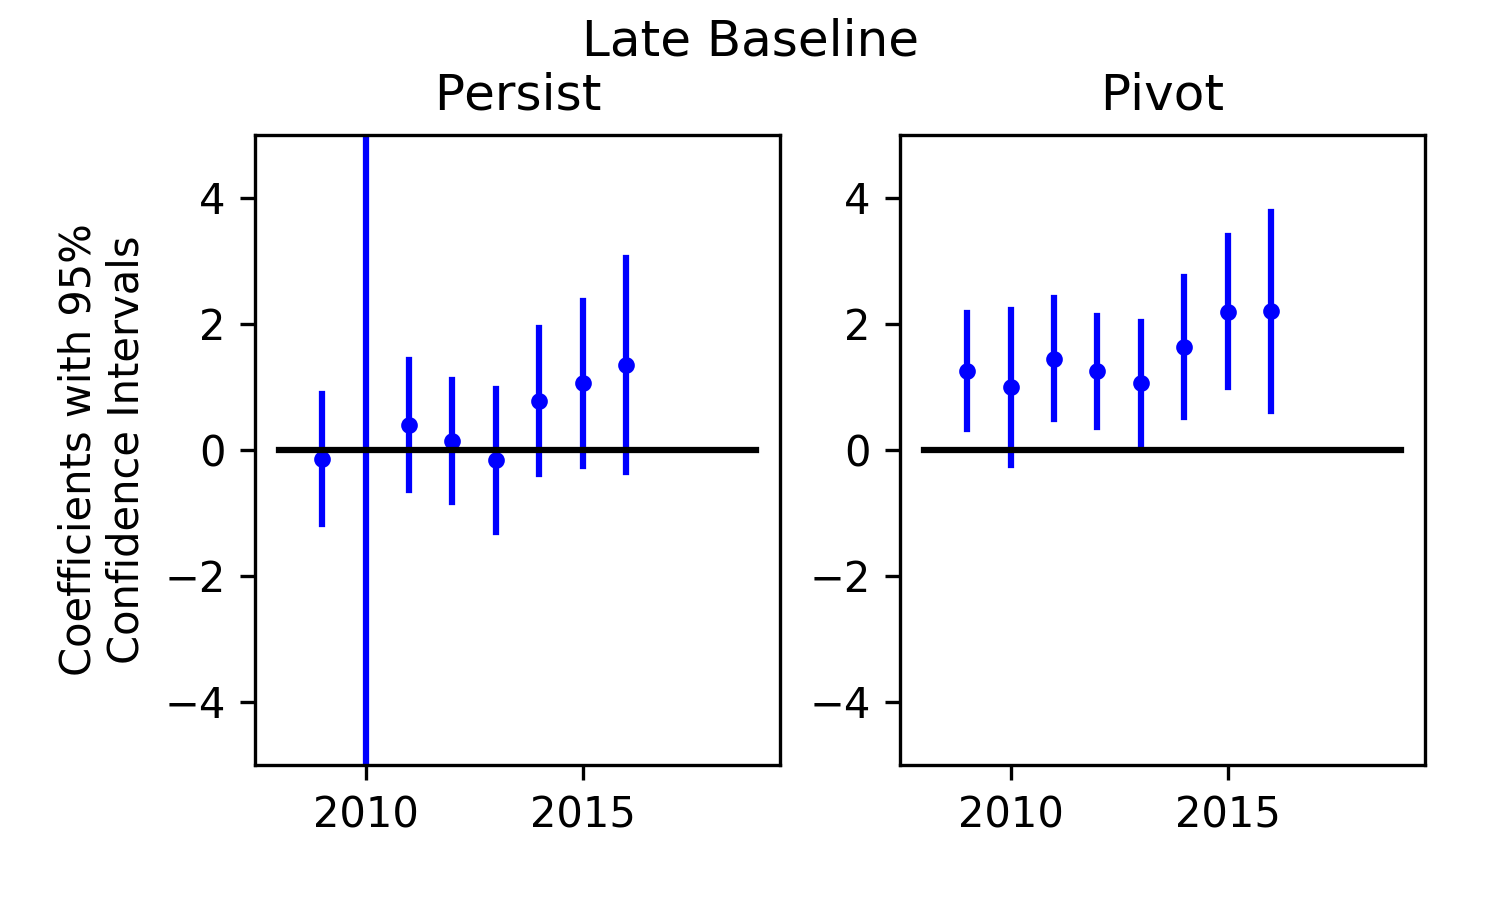 Late Baseline
Persist
Pivot
Coefficients with 95%
Confidence Intervals
4
2
0
−2
−4
2010
2015
4
2
0
−2
−4
2010
2015